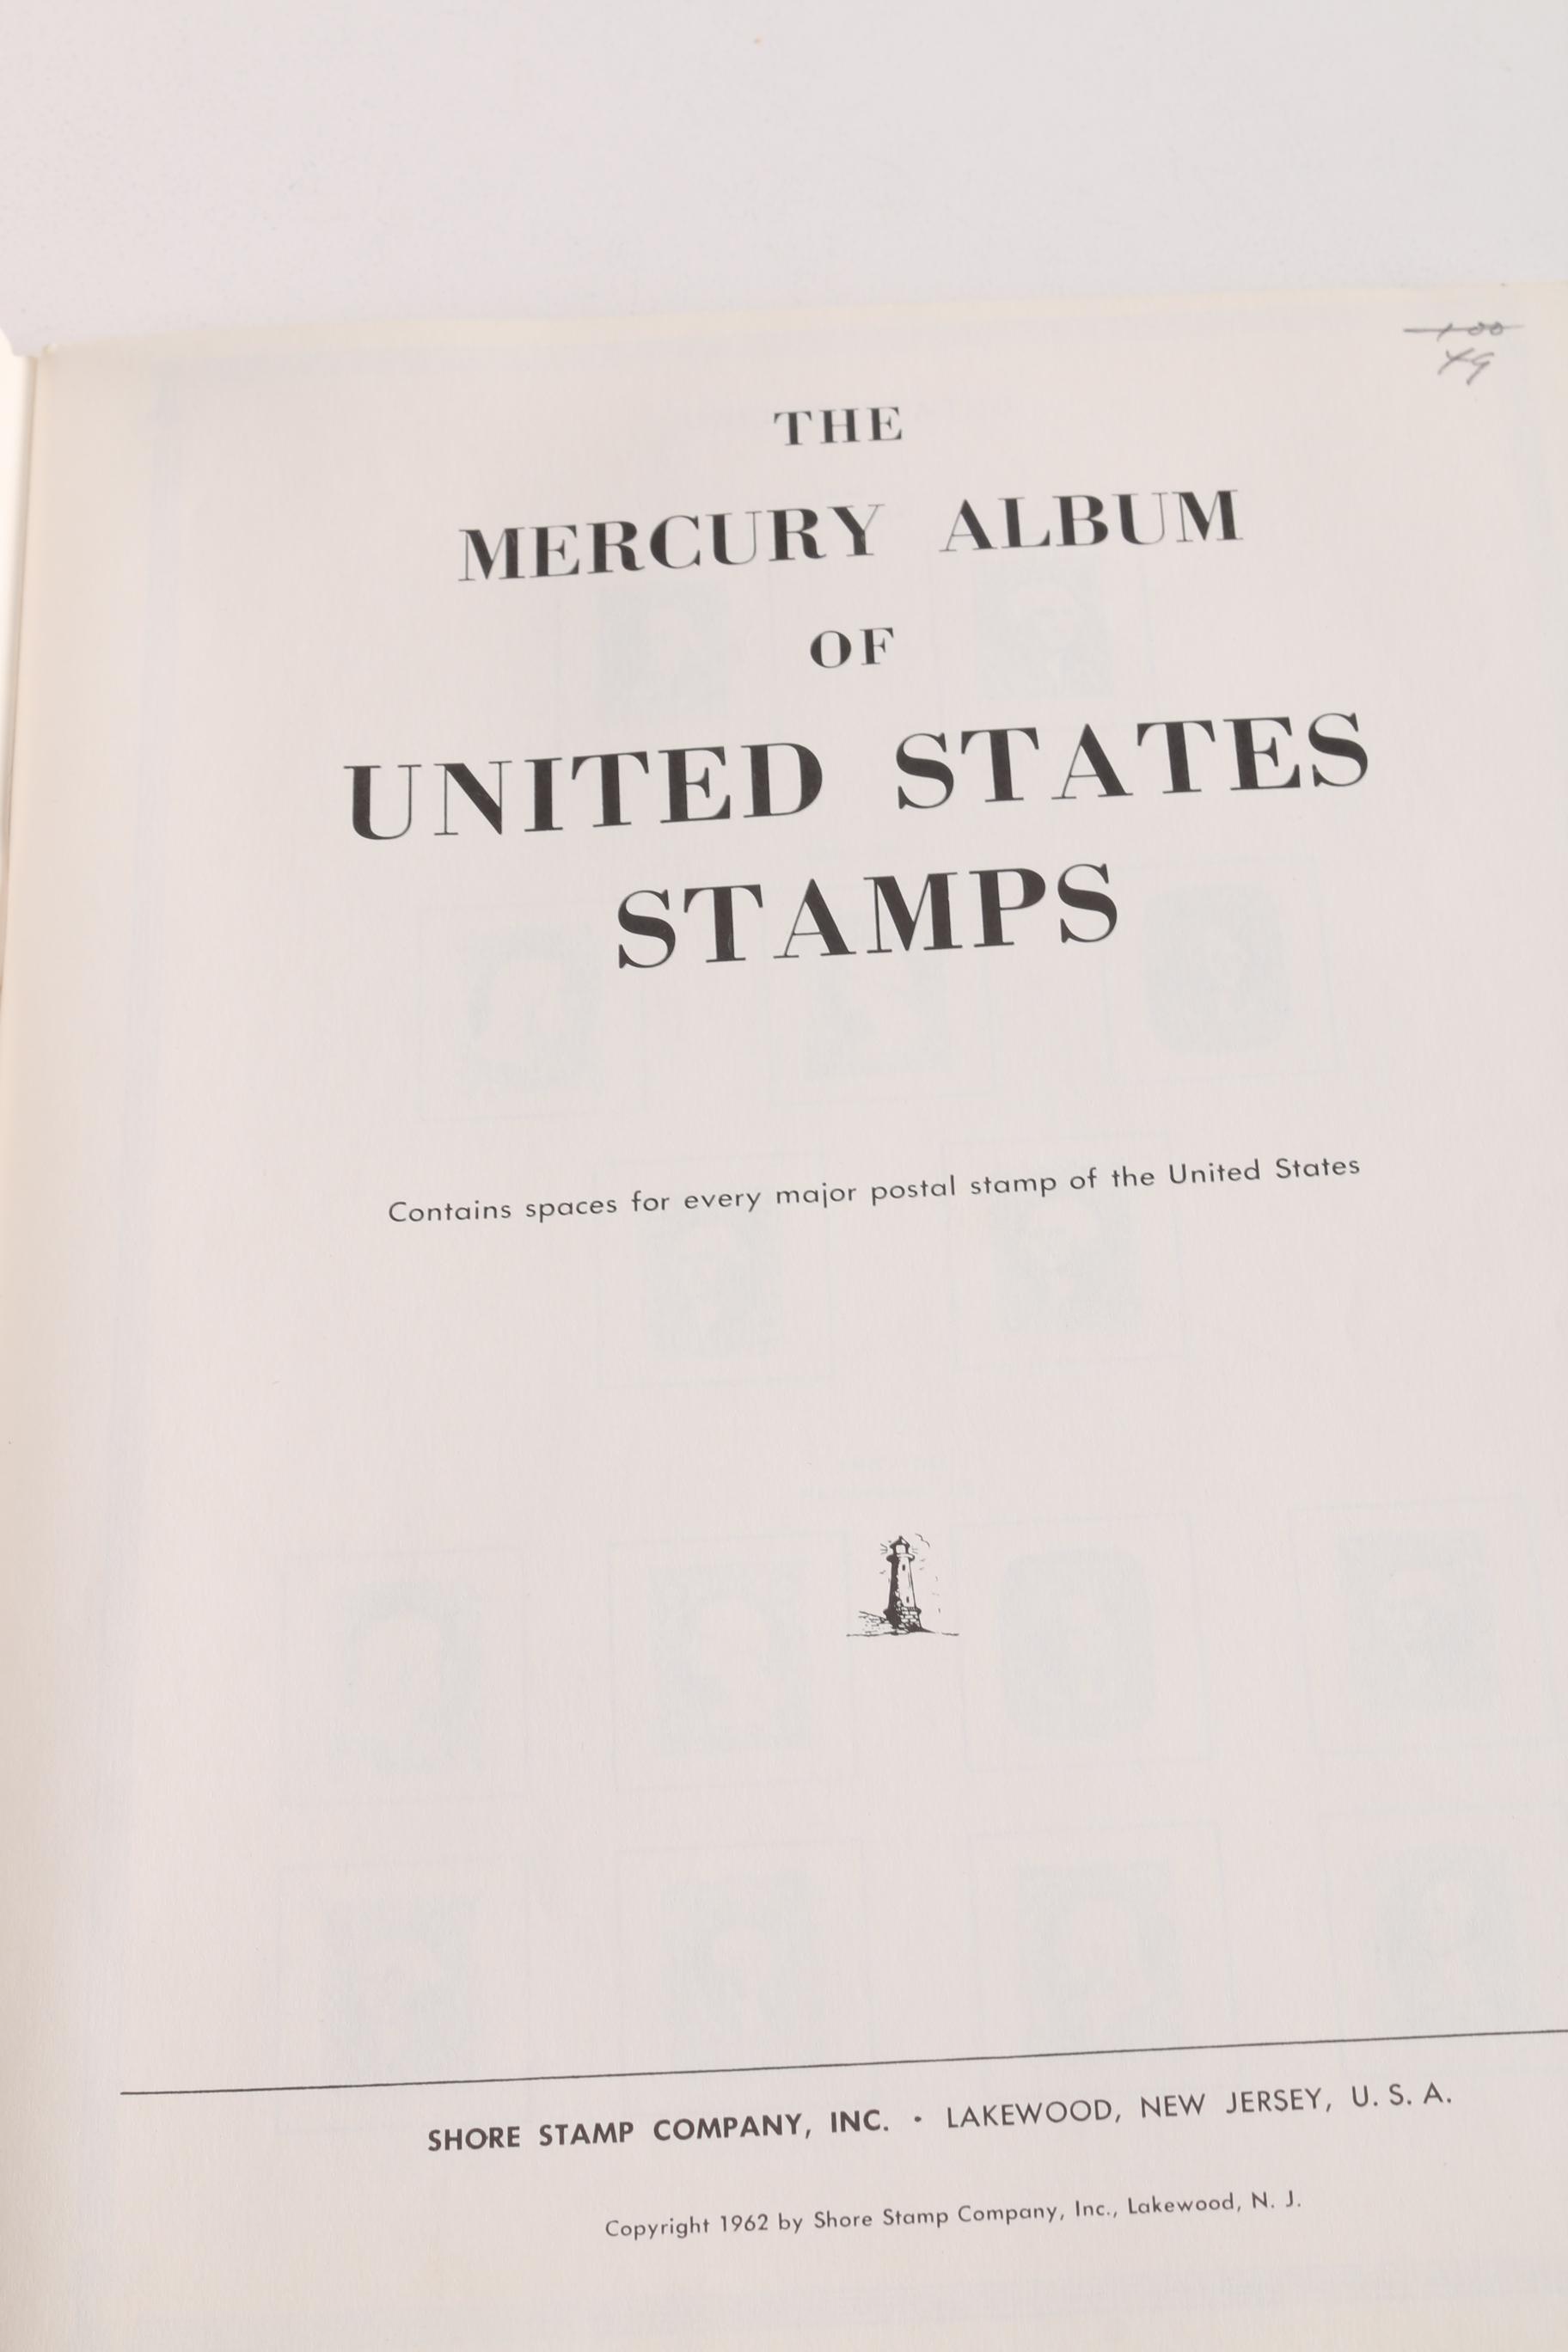 THE
MERCURY ALBUM
OF
UNITED STATES
STAMPS
Contains spaces for every major postal stamp of the United States
SHORE STAMP COMPANY, INC. • LAKEWOOD, NEW JERSEY, U. S. A.
Copyright 1962 by Shore Stamp Company, Inc., Lakewood, N. J.